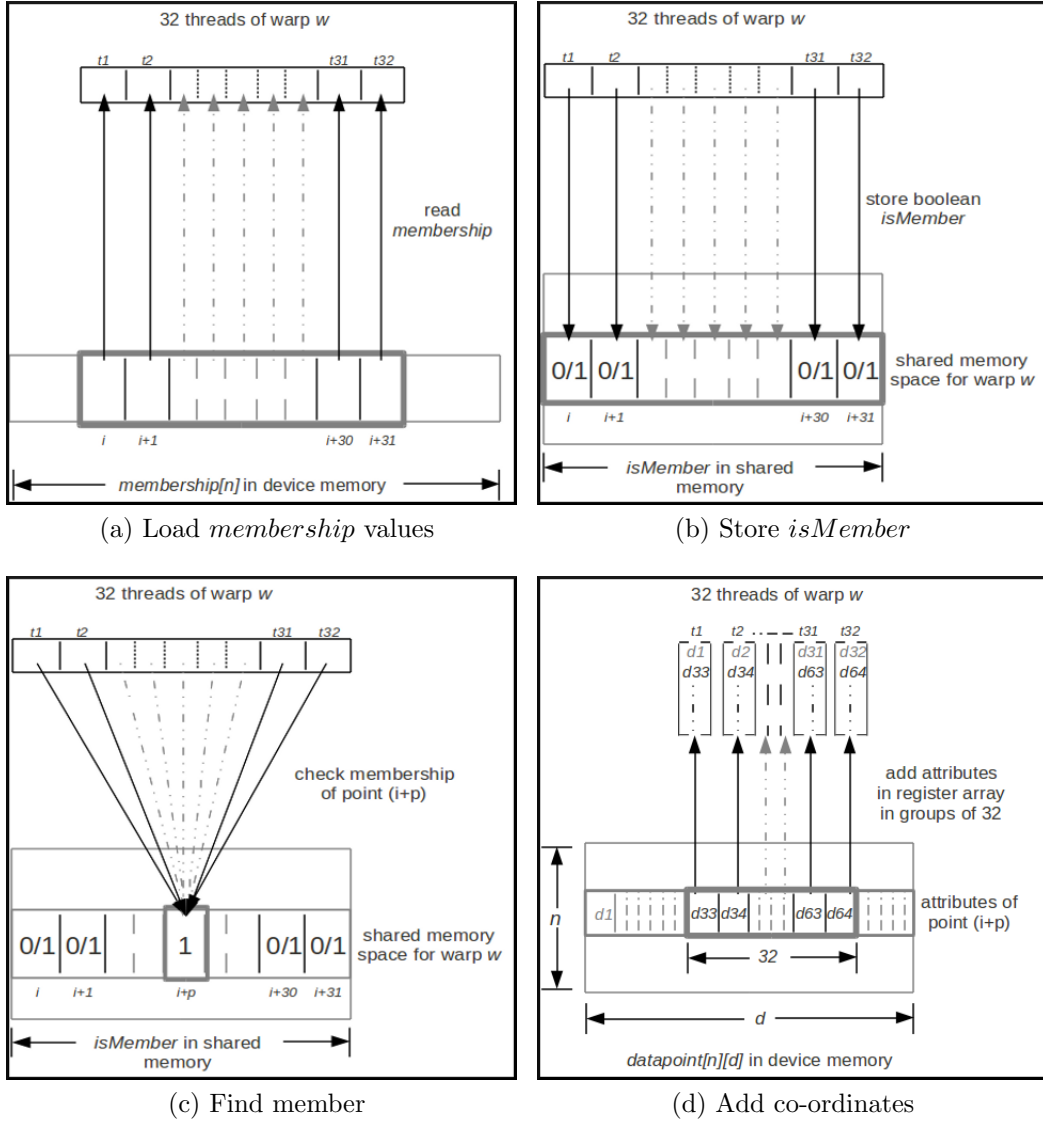 32 threads of warp w
t1 t2 t31 t32
read
membership
i i+1 i+30 i+31
membership[n] in device memory
(a) Load membership values
32 threads of warp w
t1 t2 t31 t32
store boolean
isMember
0/1 0/1 0/1 0/1
shared memory
space for warp w
i i+1 i+30 i+31
isMember in shared
memory
(b) Store isMember
32 threads of warp w
t1 t2 t31 t32
check membership
of point (i+p)
0/1 0/1 1 0/1 0/1
shared memory
space for warp w
i i+1 i+p i+30 i+31
isMember in shared
memory
(c) Find member
32 threads of warp w
t1 t2 t31 t32
d1 d2 d31 d32
d33 d34 d63 d64
add attributes
in register array
in groups of 32
n
d1 d33 d34 d63 d64
attributes of
point (i+p)
32
d
datapoint[n][d] in device memory
(d) Add co-ordinates